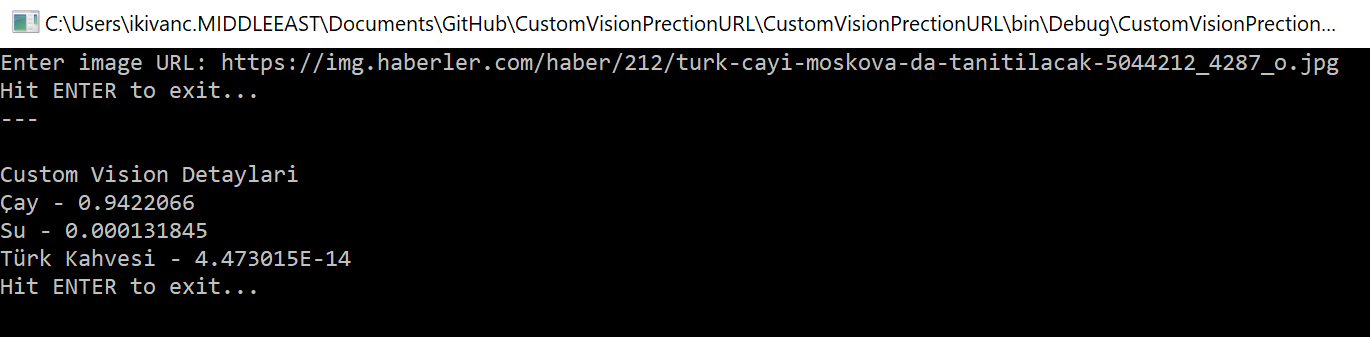 C:\Users\ikivanc.MIDDLEEAST\Documents\GitHub\CustomVisionPrectionURL\CustomVisionPrectionURL\bin\Debug\CustomVisionPrection...
Enter image URL: https://img.haberler.com/haber/212/turk-cayi-moskova-da-tanitilacak-5044212_4287_o.jpg
Hit ENTER to exit...
---
Custom Vision Detaylari
Çay - 0.9422066
Su - 0.000131845
Türk Kahvesi - 4.473015E-14
Hit ENTER to exit...